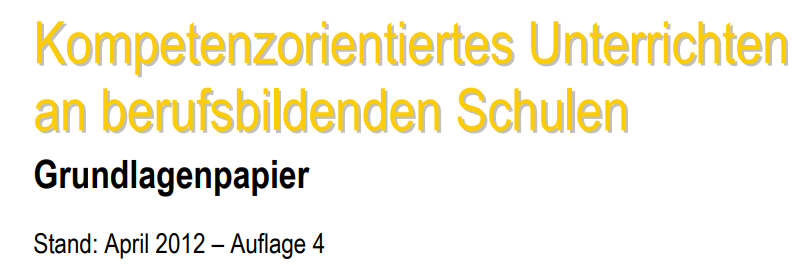 Kompetenzorientiertes Unterrichten
an berufsbildenden Schulen
Grundlagenpapier
Stand: April 2012 – Auflage 4